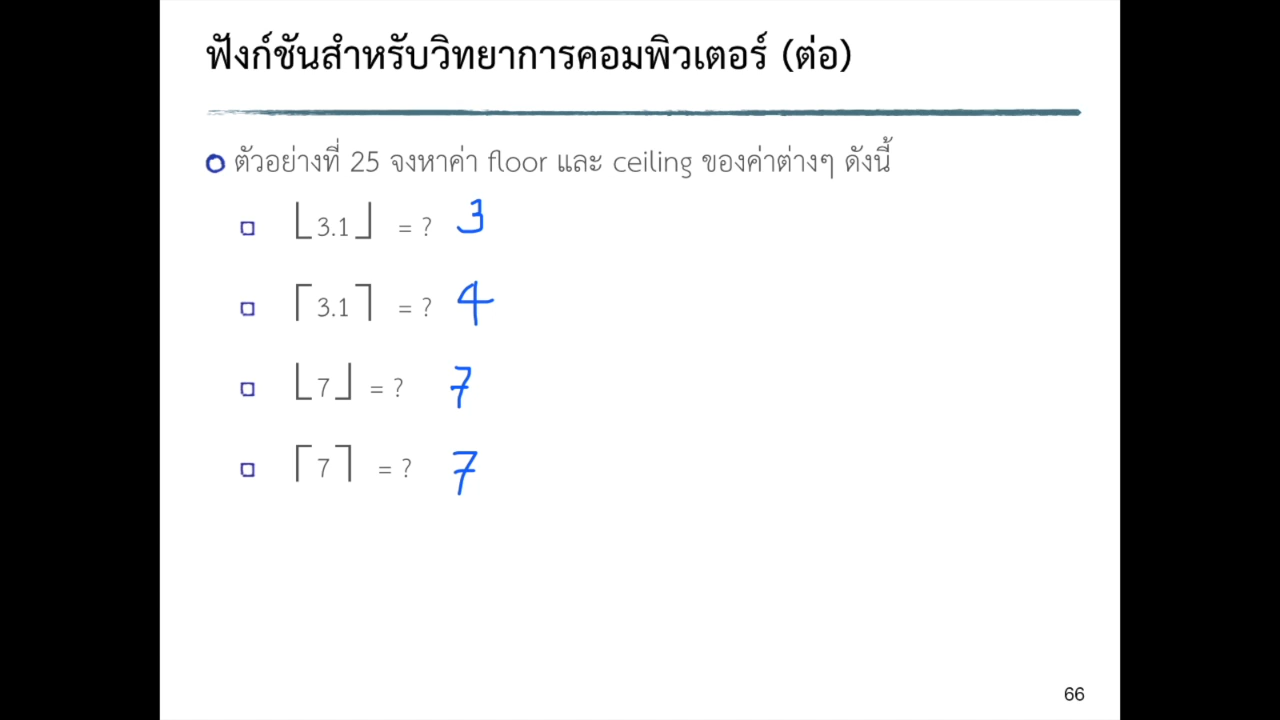 ฟังก์ชันสำหรับวิทยาการคอมพิวเตอร์ (ต่อ)
ตัวอย่างที่ 25 จงหาค่า floor และ ceiling ของค่าต่างๆ ดังนี้
⌊3.1⌋ = ? 3
⌈3.1⌉ = ? 4
⌊7⌋ = ? 7
⌈7⌉ = ? 7
66